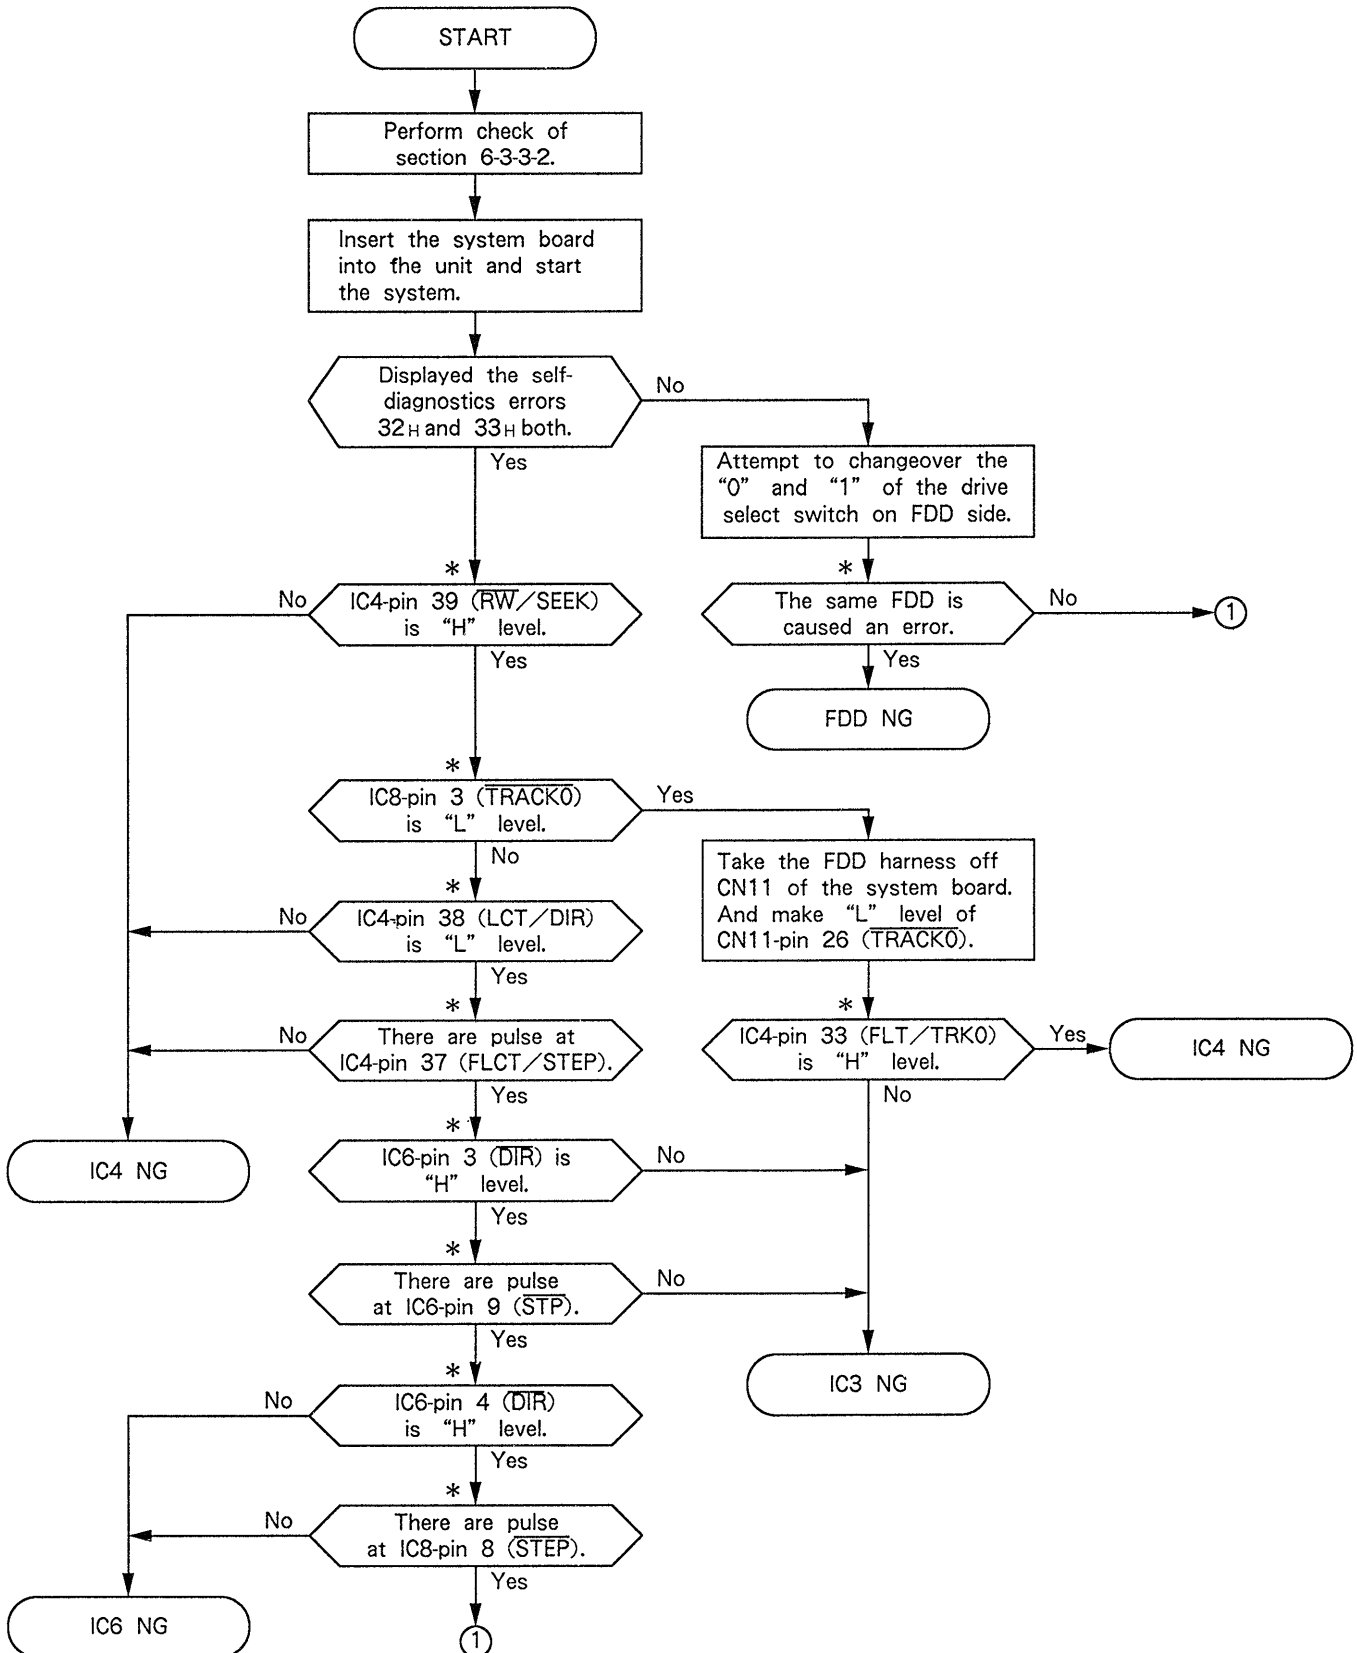 START
Perform check of
section 6-3-3-2.
Insert the system board
into the unit and start
the system.
Displayed the self-
diagnostics errors
32H and 33H both.
No
Yes
Attempt to changeover the
“0” and “1” of the drive
select switch on FDD side.
*
The same FDD is
caused an error.
No
①
Yes
FDD NG
*
No
IC4-pin 39 (R̅W̅/SEEK)
is “H” level.
Yes
*
IC8-pin 3 (T̅R̅A̅C̅K̅0̅)
is “L” level.
Yes
No
Take the FDD harness off
CN11 of the system board.
And make “L” level of
CN11-pin 26 (T̅R̅A̅C̅K̅0̅).
*
No
IC4-pin 38 (LCT/DIR)
is “L” level.
Yes
*
No
There are pulse at
IC4-pin 37 (FLCT/STEP).
Yes
*
IC4-pin 33 (FLT/TRK0)
is “H” level.
Yes
IC4 NG
No
IC4 NG
*
IC6-pin 3 (D̅I̅R̅) is
“H” level.
No
Yes
*
There are pulse
at IC6-pin 9 (S̅T̅P̅).
No
Yes
IC3 NG
*
No
IC6-pin 4 (D̅I̅R̅)
is “H” level.
Yes
*
No
There are pulse
at IC8-pin 8 (S̅T̅E̅P̅).
Yes
IC6 NG
①